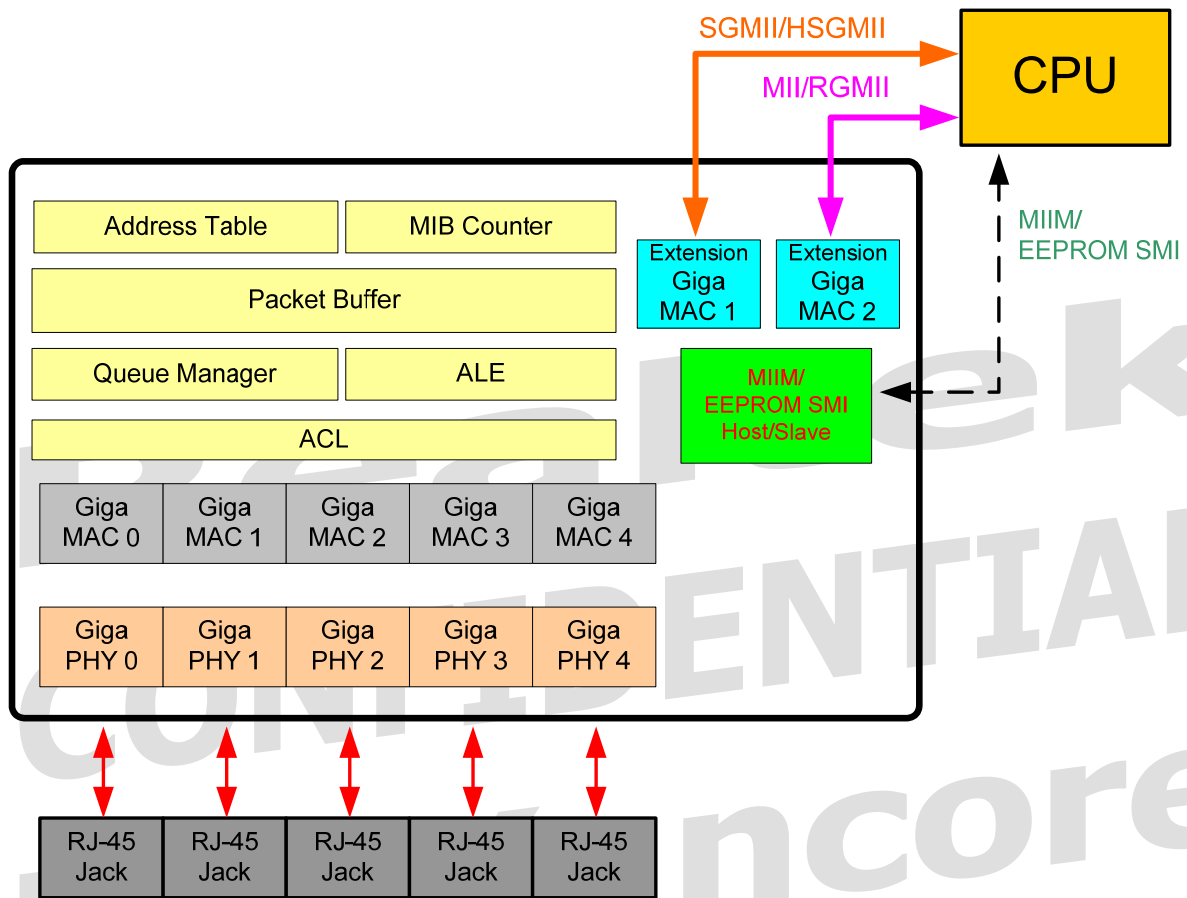 SGMII/HSGMII
CPU
MII/RGMII
MIIM/
EEPROM SMI
Address Table
MIB Counter
Extension
Giga
MAC 1
Extension
Giga
MAC 2
Packet Buffer
Queue Manager
ALE
MIIM/
EEPROM SMI
Host/Slave
ACL
Giga
MAC 0
Giga
MAC 1
Giga
MAC 2
Giga
MAC 3
Giga
MAC 4
Giga
PHY 0
Giga
PHY 1
Giga
PHY 2
Giga
PHY 3
Giga
PHY 4
RJ-45
Jack
RJ-45
Jack
RJ-45
Jack
RJ-45
Jack
RJ-45
Jack
Realtek
CONFIDENTIAL
ncore